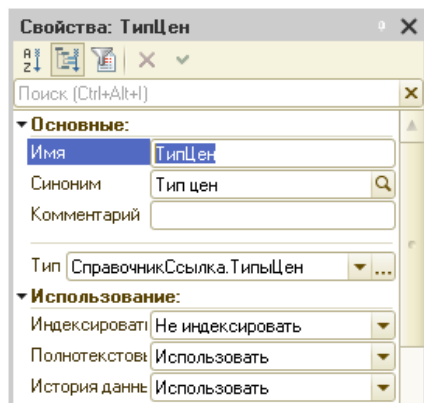 Свойства: ТипЦен
Поиск (Ctrl+Alt+I)
Основные:
Имя ТипЦен
Синоним Тип цен
Комментарий
Тип СправочникСсылка.ТипыЦен ...
Использование:
Индексироват Не индексировать
Полнотекстов Использовать
История данн Использовать